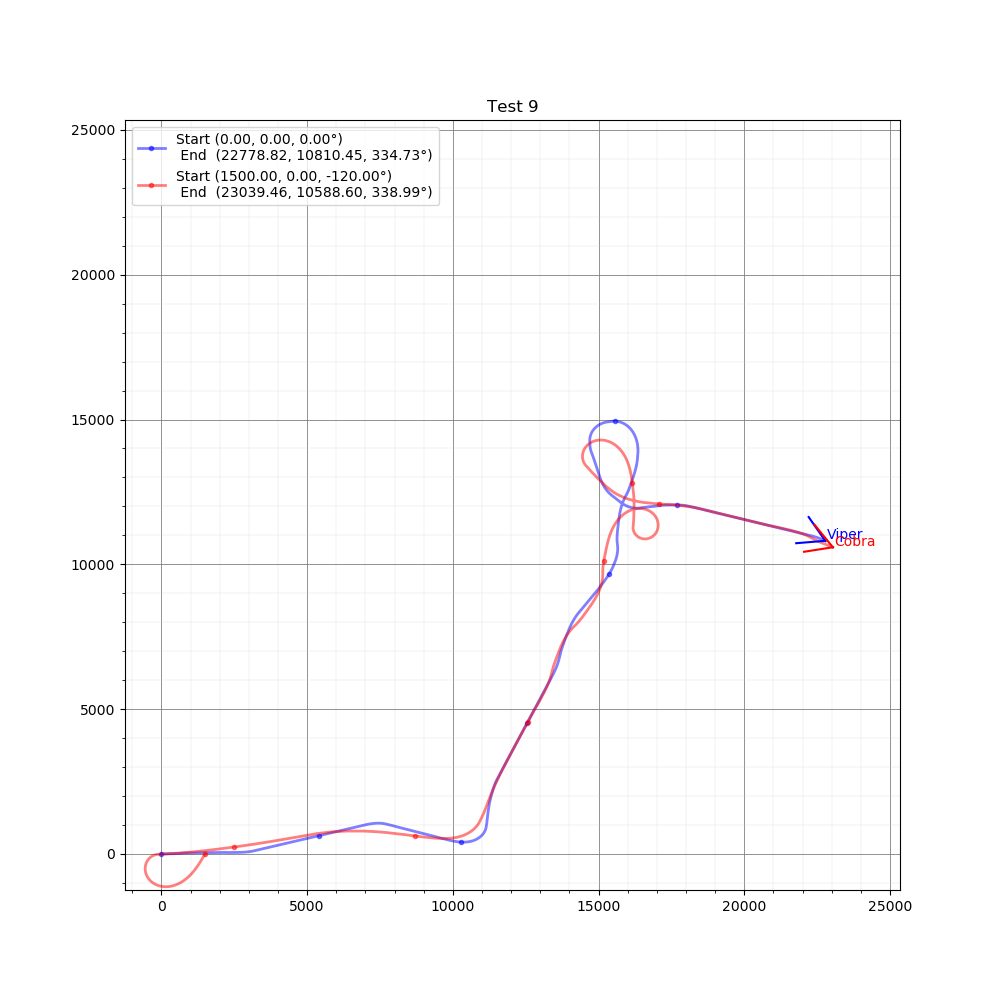 Test 9
Start (0.00, 0.00, 0.00°)
End  (22778.82, 10810.45, 334.73°)
Start (1500.00, 0.00, -120.00°)
End  (23039.46, 10588.60, 338.99°)
25000
20000
15000
10000
5000
0
Viper
Cobra
0 5000 10000 15000 20000 25000